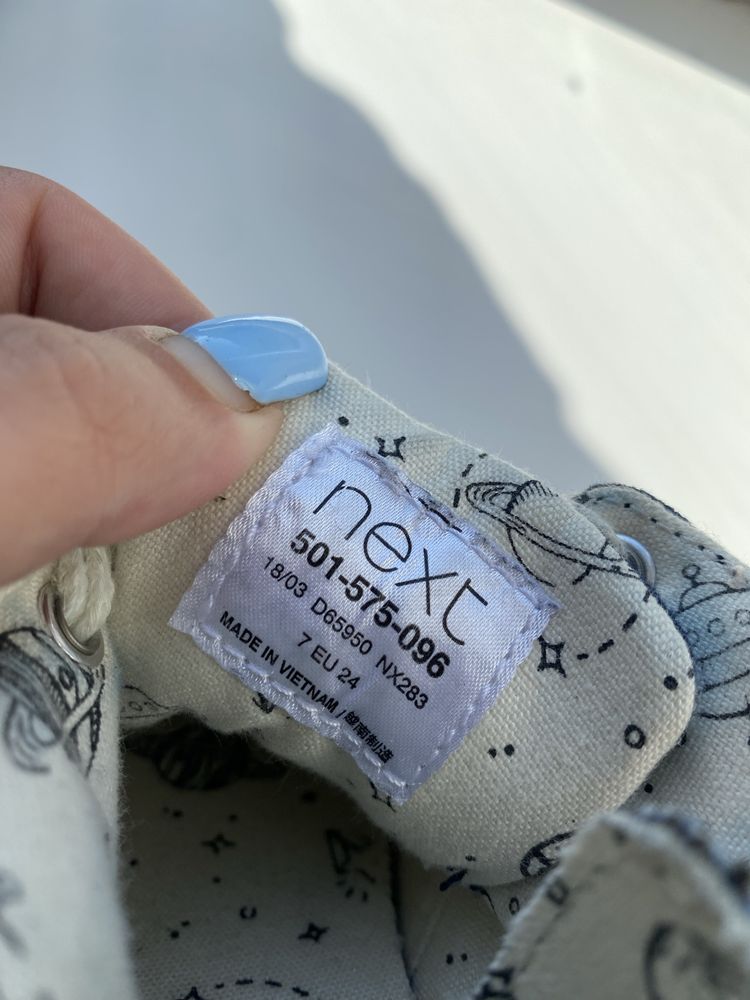 next
501-575-096
18/03 D65950 NX283
7 EU 24
MADE IN VIETNAM / 越南制造